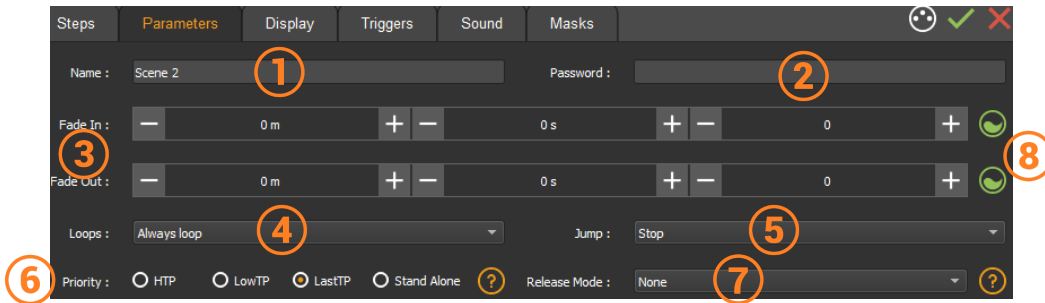 Steps Parameters Display Triggers Sound Masks
Name : Scene 2 1 Password : 2
Fade In : − 0 m + − 0 s + − 0 +
3 8
Fade Out : − 0 m + − 0 s + − 0 +
Loops : Always loop 4 Jump : Stop 5
6 Priority : HTP LowTP LastTP Stand Alone ? Release Mode : None 7 ?